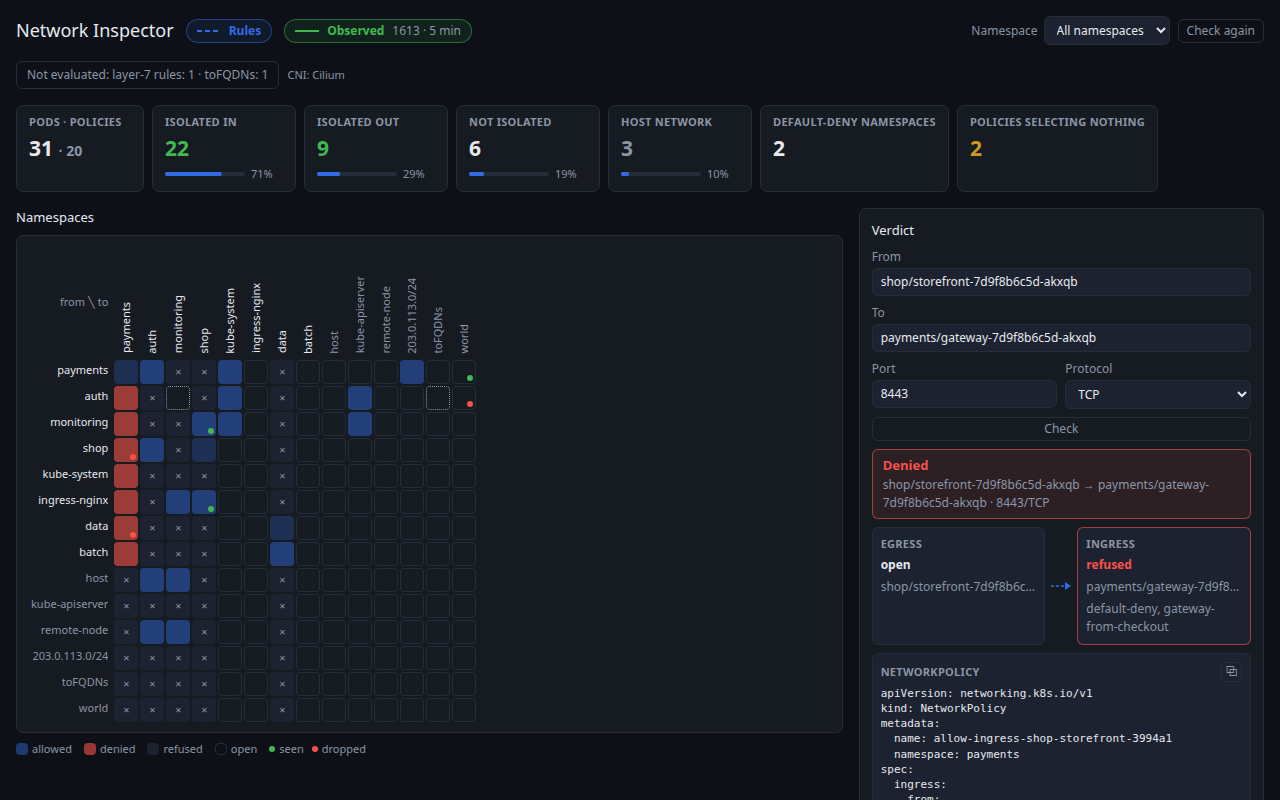 Network Inspector
Rules
Observed 1613 · 5 min
Namespace
All namespaces
Check again
Not evaluated: layer-7 rules: 1 · toFQDNs: 1
CNI: Cilium
PODS · POLICIES
31 · 20
ISOLATED IN
22
71%
ISOLATED OUT
9
29%
NOT ISOLATED
6
19%
HOST NETWORK
3
10%
DEFAULT-DENY NAMESPACES
2
POLICIES SELECTING NOTHING
2
Namespaces
from \ to
payments
auth
monitoring
shop
kube-system
ingress-nginx
data
batch
host
kube-apiserver
remote-node
203.0.113.0/24
toFQDNs
world
payments
auth
monitoring
shop
kube-system
ingress-nginx
data
batch
host
kube-apiserver
remote-node
203.0.113.0/24
toFQDNs
world
allowed
denied
refused
open
seen
dropped
Verdict
From
shop/storefront-7d9f8b6c5d-akxqb
To
payments/gateway-7d9f8b6c5d-akxqb
Port
Protocol
8443
TCP
Check
Denied
shop/storefront-7d9f8b6c5d-akxqb → payments/gateway-
7d9f8b6c5d-akxqb · 8443/TCP
EGRESS
open
shop/storefront-7d9f8b6c...
INGRESS
refused
payments/gateway-7d9f8...
default-deny, gateway-
from-checkout
NETWORKPOLICY
apiVersion: networking.k8s.io/v1
kind: NetworkPolicy
metadata:
  name: allow-ingress-shop-storefront-3994a1
  namespace: payments
spec:
  ingress:
  - from: